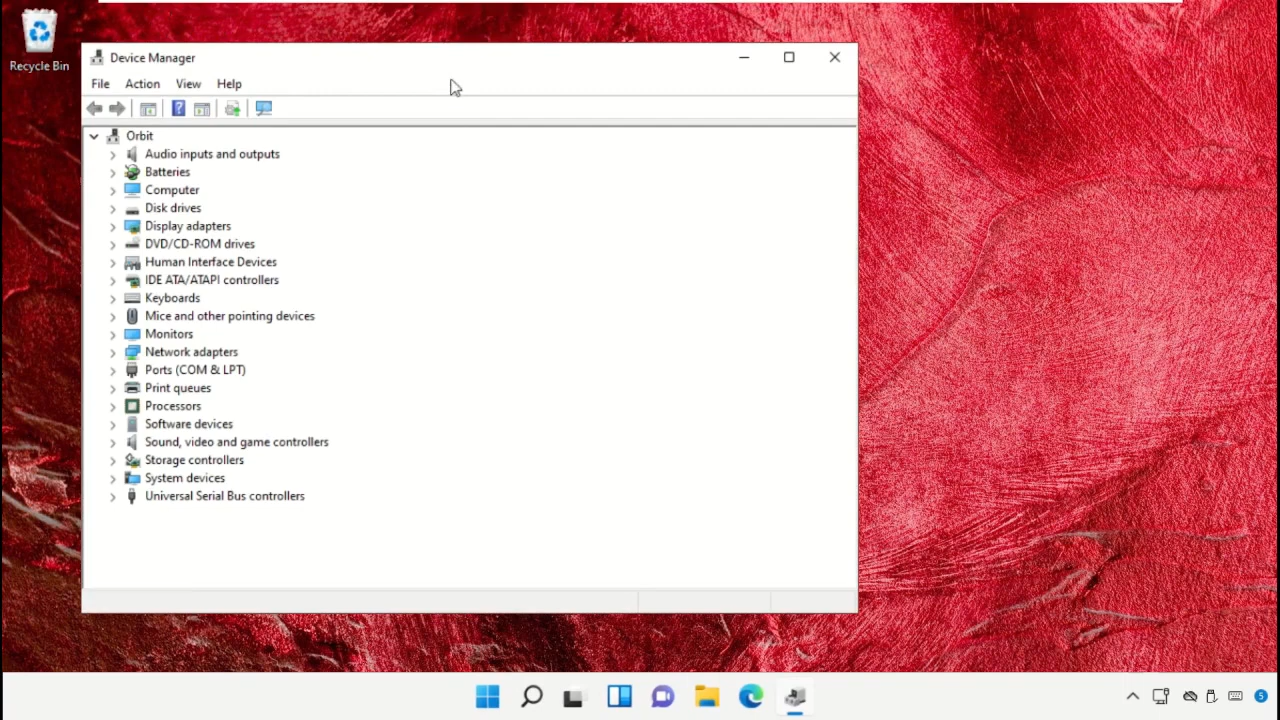 Recycle Bin
Device Manager
File Action View Help
Orbit
Audio inputs and outputs
Batteries
Computer
Disk drives
Display adapters
DVD/CD-ROM drives
Human Interface Devices
IDE ATA/ATAPI controllers
Keyboards
Mice and other pointing devices
Monitors
Network adapters
Ports (COM & LPT)
Print queues
Processors
Software devices
Sound, video and game controllers
Storage controllers
System devices
Universal Serial Bus controllers
5